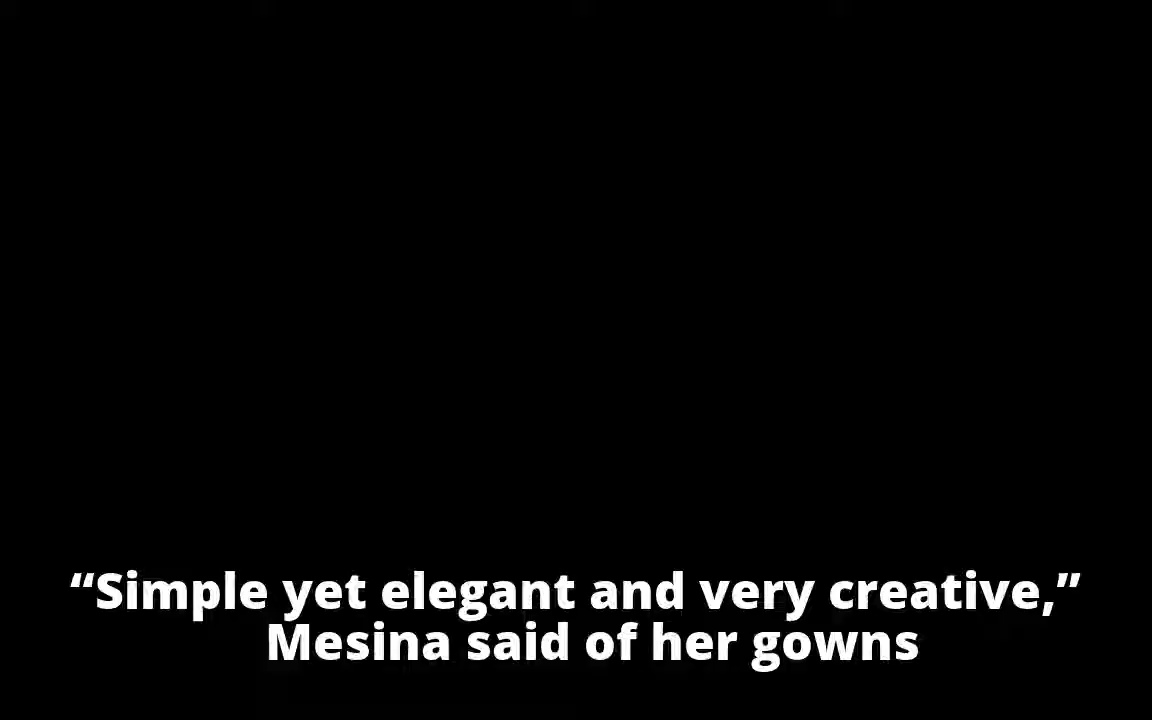 “Simple yet elegant and very creative,”
Mesina said of her gowns